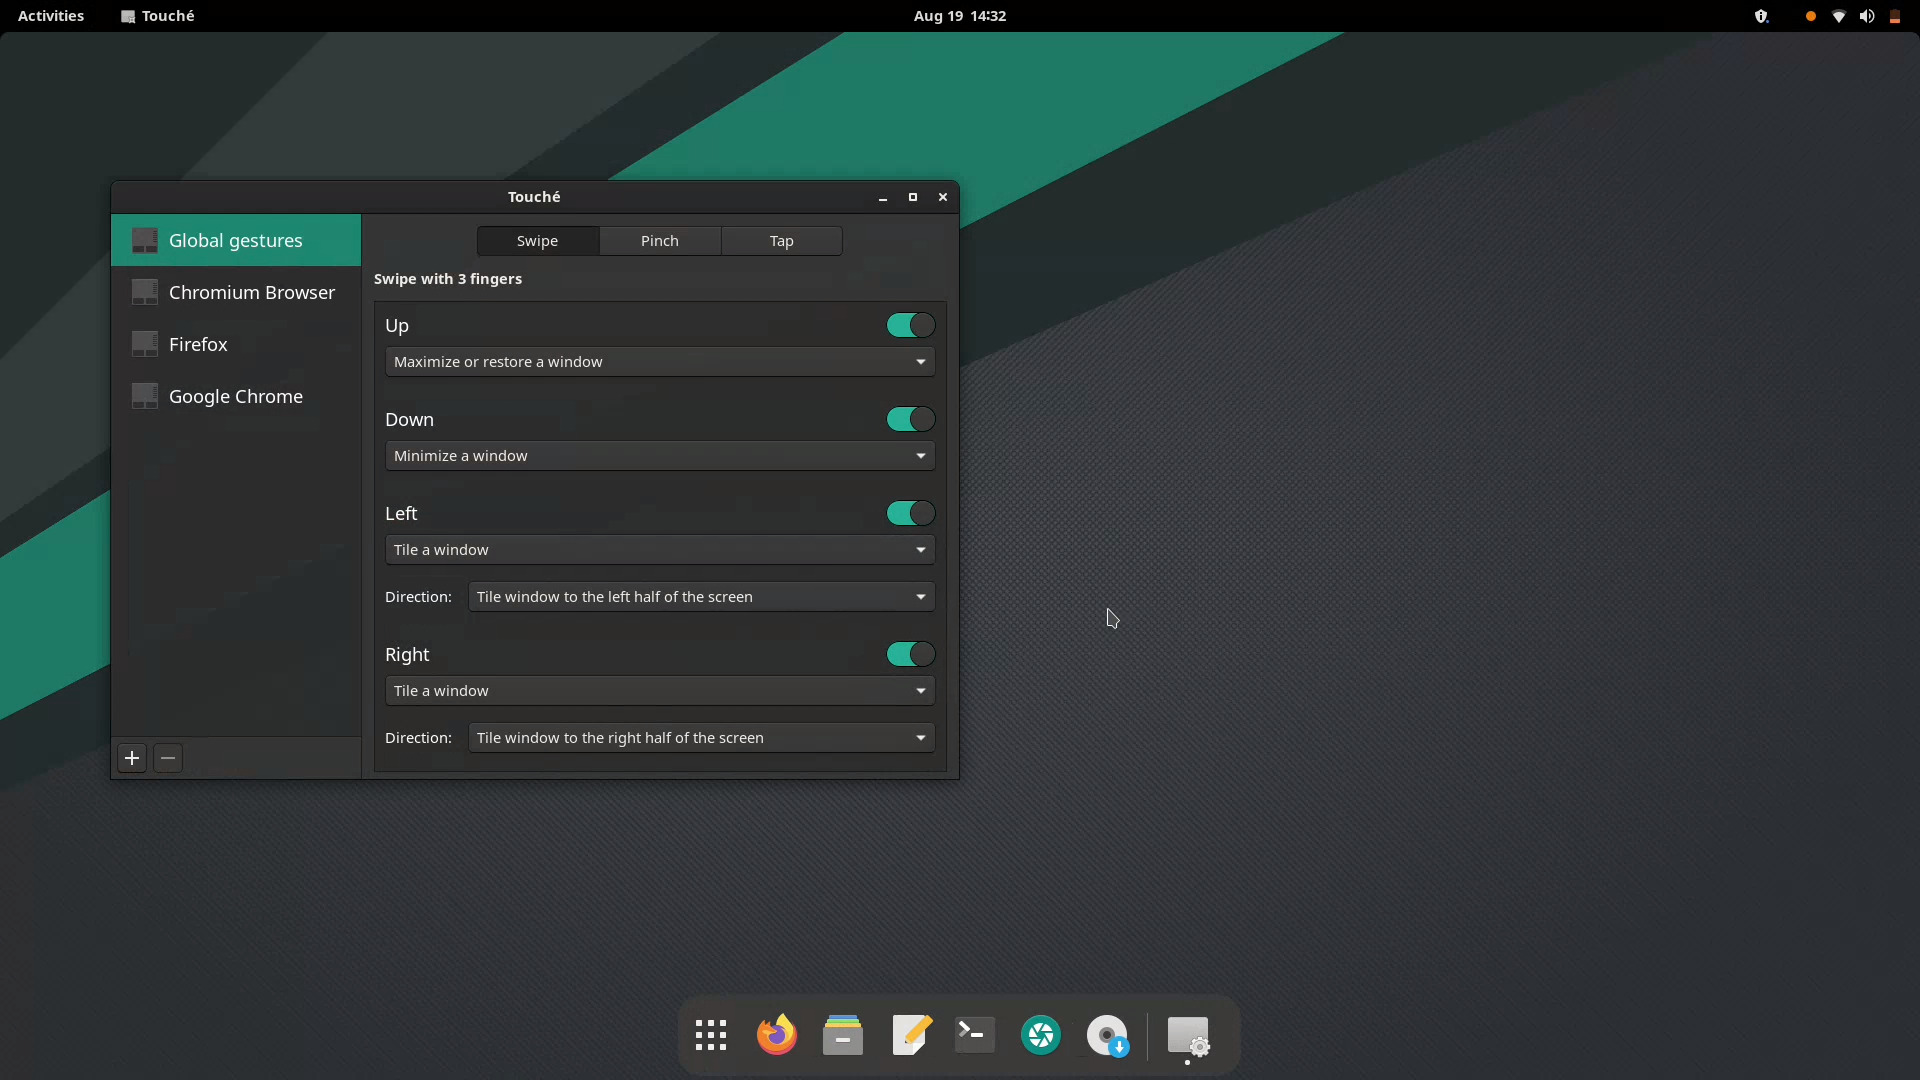 Activities
Touché
Aug 19 14:32
Touché
Global gestures
Chromium Browser
Firefox
Google Chrome
Swipe
Pinch
Tap
Swipe with 3 fingers
Up
Maximize or restore a window
Down
Minimize a window
Left
Tile a window
Direction:
Tile window to the left half of the screen
Right
Tile a window
Direction:
Tile window to the right half of the screen